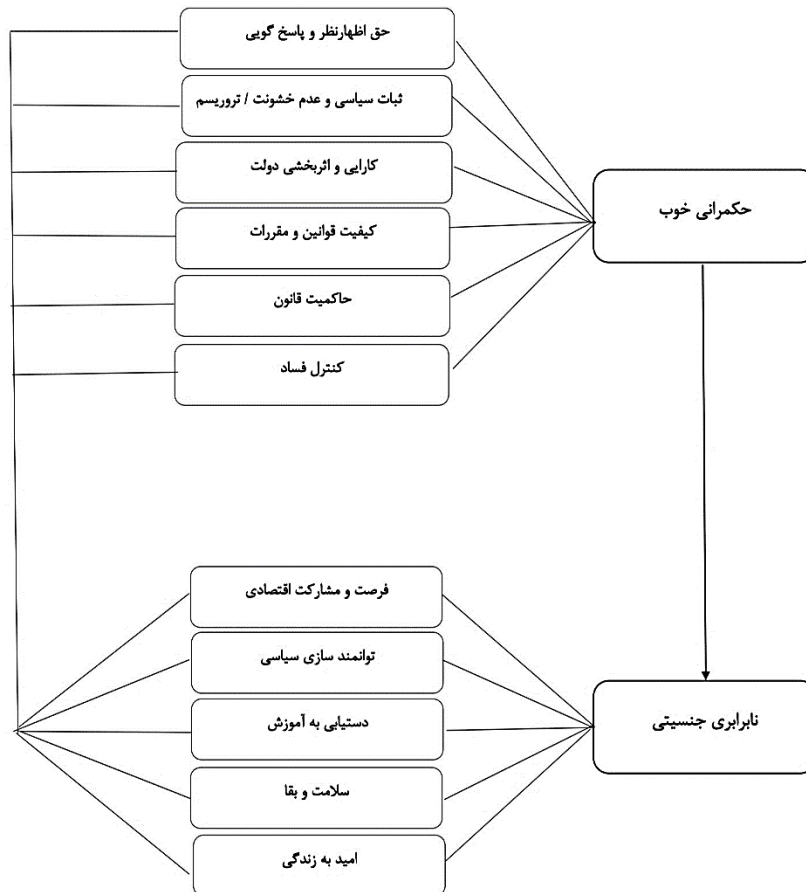 حق اظهارنظر و پاسخ گویی
ثبات سیاسی و عدم خشونت / تروریسم
کارایی و اثربخشی دولت
حکمرانی خوب
کیفیت قوانین و مقررات
حاکمیت قانون
کنترل فساد
فرصت و مشارکت اقتصادی
توانمند سازی سیاسی
نابرابری جنسیتی
دستیابی به آموزش
سلامت و بقا
امید به زندگی